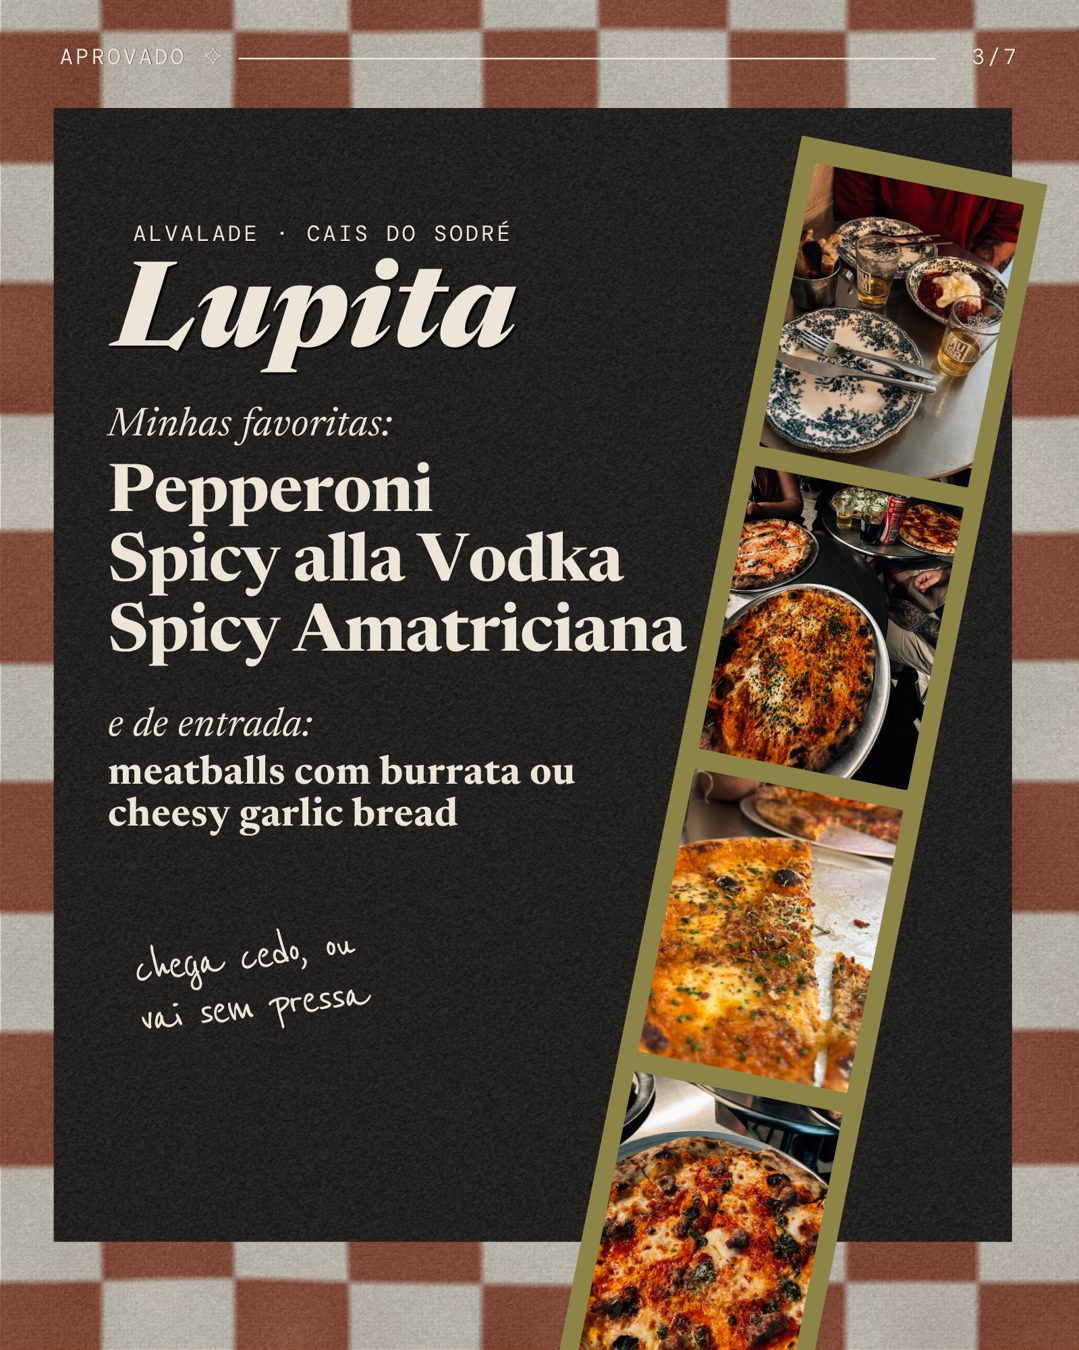 APROVADO
3/7
ALVALADE · CAIS DO SODRÉ
Lupita
Minhas favoritas:
Pepperoni
Spicy alla Vodka
Spicy Amatriciana
e de entrada:
meatballs com burrata ou
cheesy garlic bread
chega cedo, ou
vai sem pressa